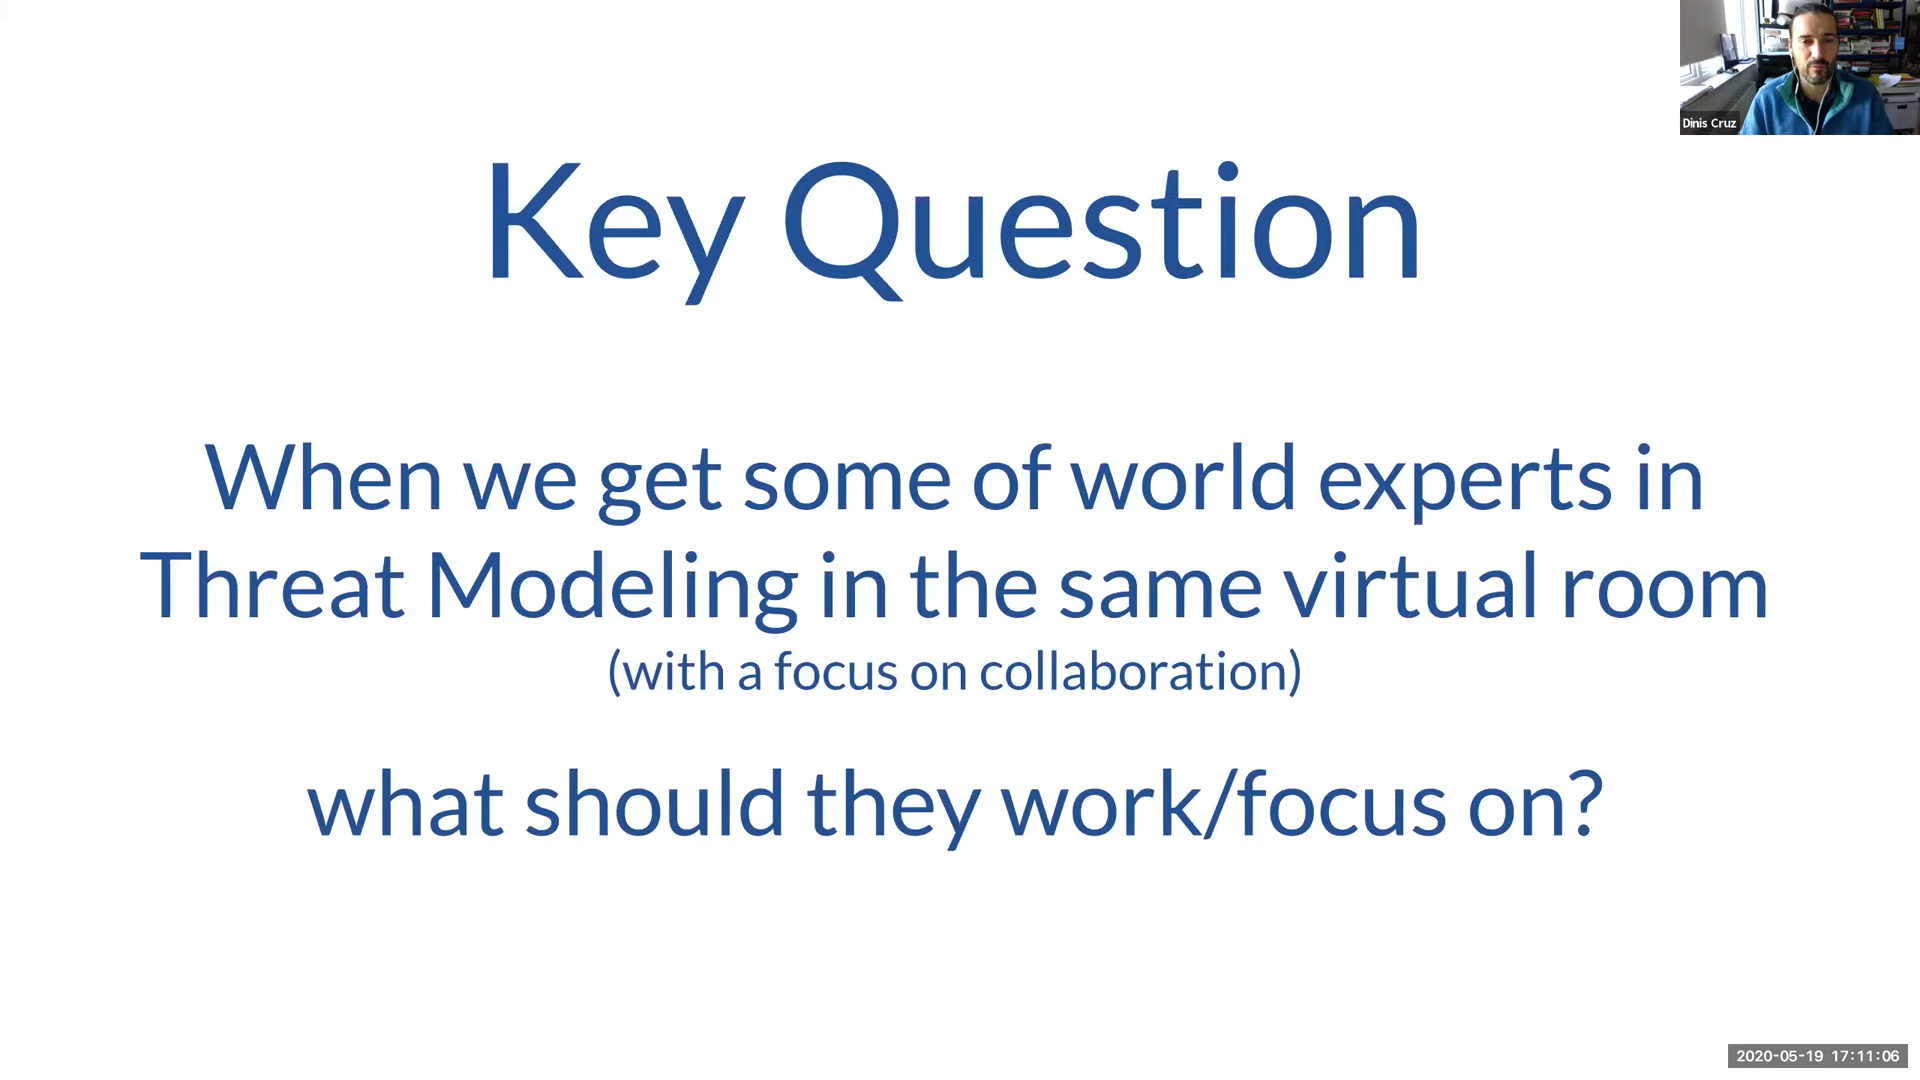 Dinis Cruz
Key Question
When we get some of world experts in
Threat Modeling in the same virtual room
(with a focus on collaboration)
what should they work/focus on?
2020-05-19 17:11:06